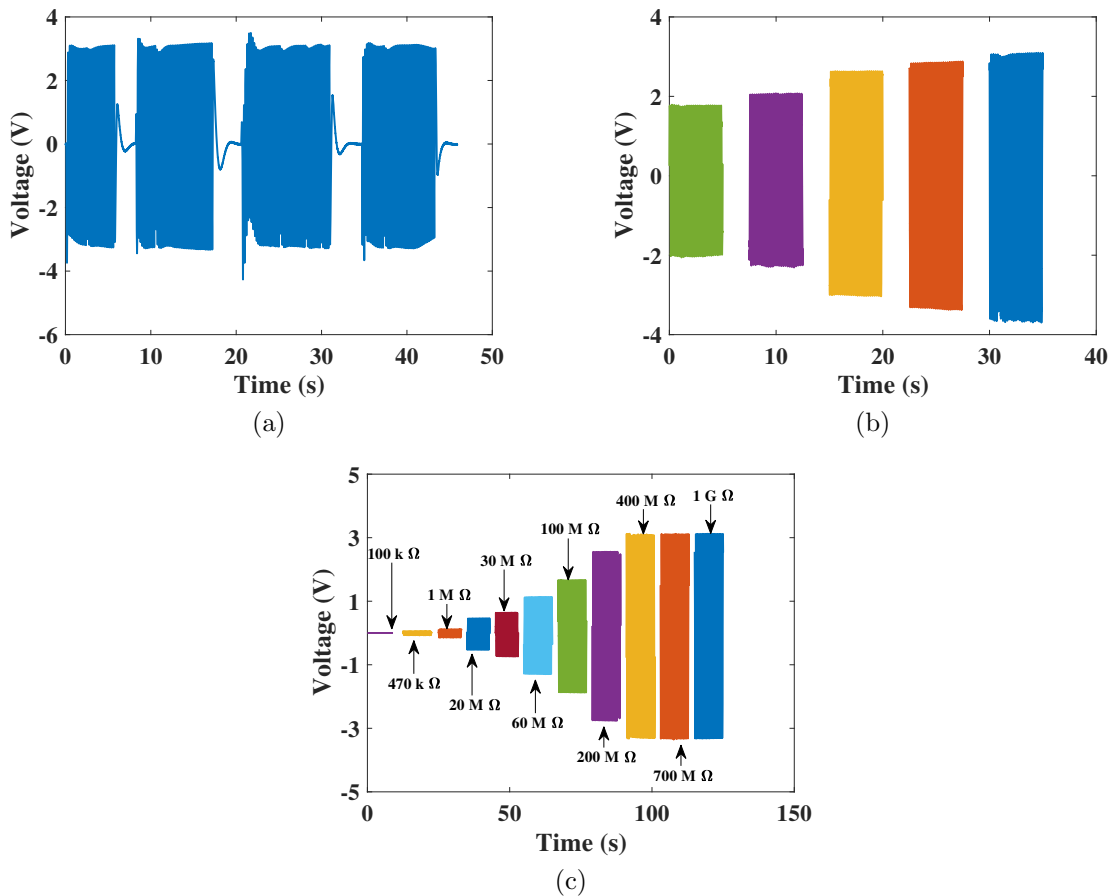 4
2
0
-2
-4
-6
Voltage (V)
0
10
20
30
40
50
Time (s)
(a)
4
2
0
-2
-4
Voltage (V)
0
10
20
30
40
Time (s)
(b)
5
3
1
-1
-3
-5
Voltage (V)
100 k Ω
470 k Ω
1 M Ω
20 M Ω
30 M Ω
60 M Ω
100 M Ω
200 M Ω
400 M Ω
700 M Ω
1 G Ω
0
50
100
150
Time (s)
(c)